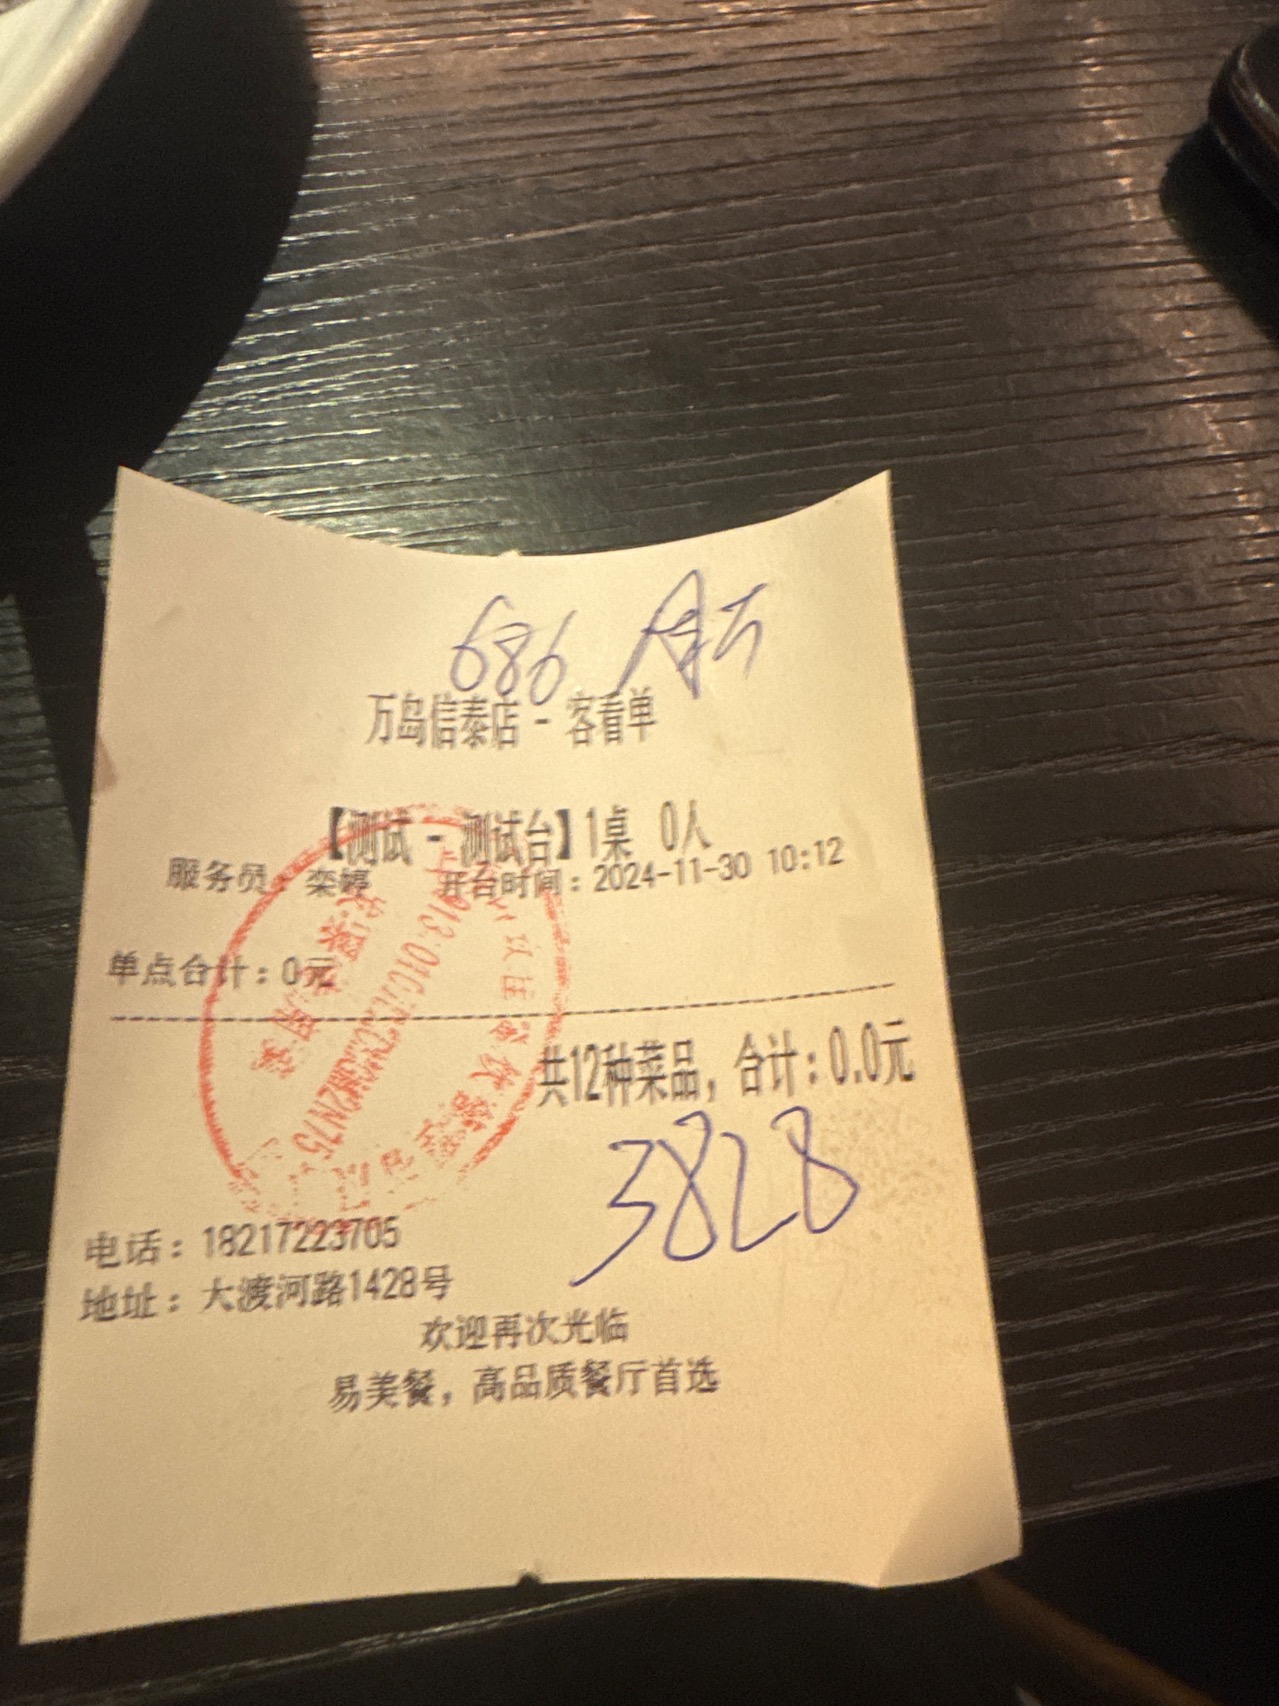 686
万岛信泰店 - 客看单
【测试 - 测试台】1桌 0人
服务员：栾婷 开台时间：2024-11-30 10:12
单点合计：0元
共12种菜品，合计：0.0元
3828
电话：18217223705
地址：大渡河路1428号
欢迎再次光临
易美餐，高品质餐厅首选